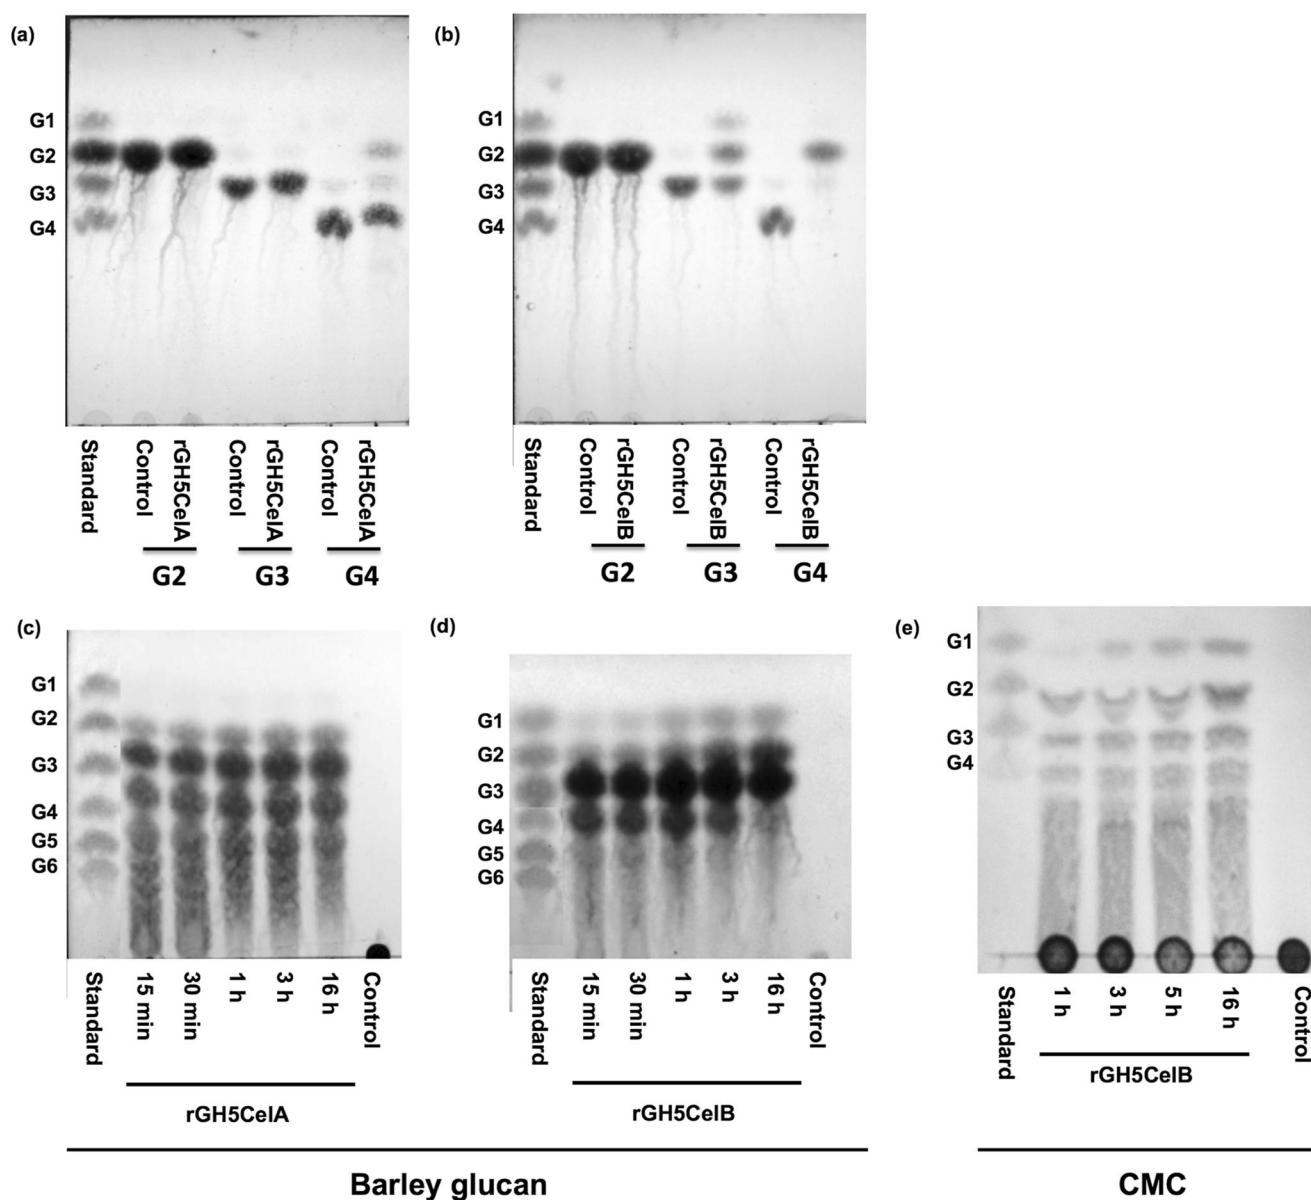 (a)
G1
G2
G3
G4
Standard
Control
rGH5CelA
Control
rGH5CelA
Control
rGH5CelA
G2
G3
G4
(b)
G1
G2
G3
G4
Standard
Control
rGH5CelB
Control
rGH5CelB
Control
rGH5CelB
G2
G3
G4
(c)
G1
G2
G3
G4
G5
G6
Standard
15 min
30 min
1 h
3 h
16 h
Control
rGH5CelA
(d)
G1
G2
G3
G4
G5
G6
Standard
15 min
30 min
1 h
3 h
16 h
Control
rGH5CelB
Barley glucan
(e)
G1
G2
G3
G4
Standard
1 h
3 h
5 h
16 h
Control
rGH5CelB
CMC